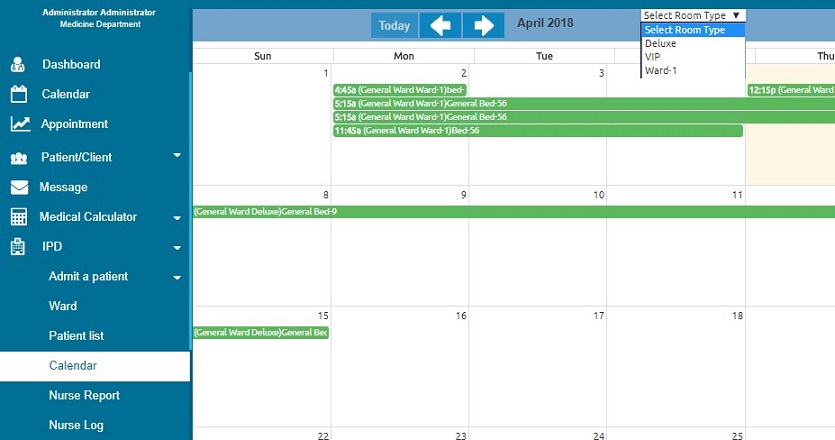 Administrator Administrator
Medicine Department
Dashboard
Calendar
Appointment
Patient/Client
Message
Medical Calculator
IPD
Admit a patient
Ward
Patient list
Calendar
Nurse Report
Nurse Log
Today
April 2018
Select Room Type
Select Room Type
Deluxe
VIP
Ward-1
Sun Mon Tue Thu
1 2 3
4:45a (General Ward Ward-1)bed-
12:15p (General Ward
5:15a (General Ward Ward-1)General Bed-56
5:15a (General Ward Ward-1)General Bed-56
11:45a (General Ward Ward-1)Bed-56
8 9 10 11
(General Ward Deluxe)General Bed-9
15 16 17 18
(General Ward Deluxe)General Be
22 23 24 25